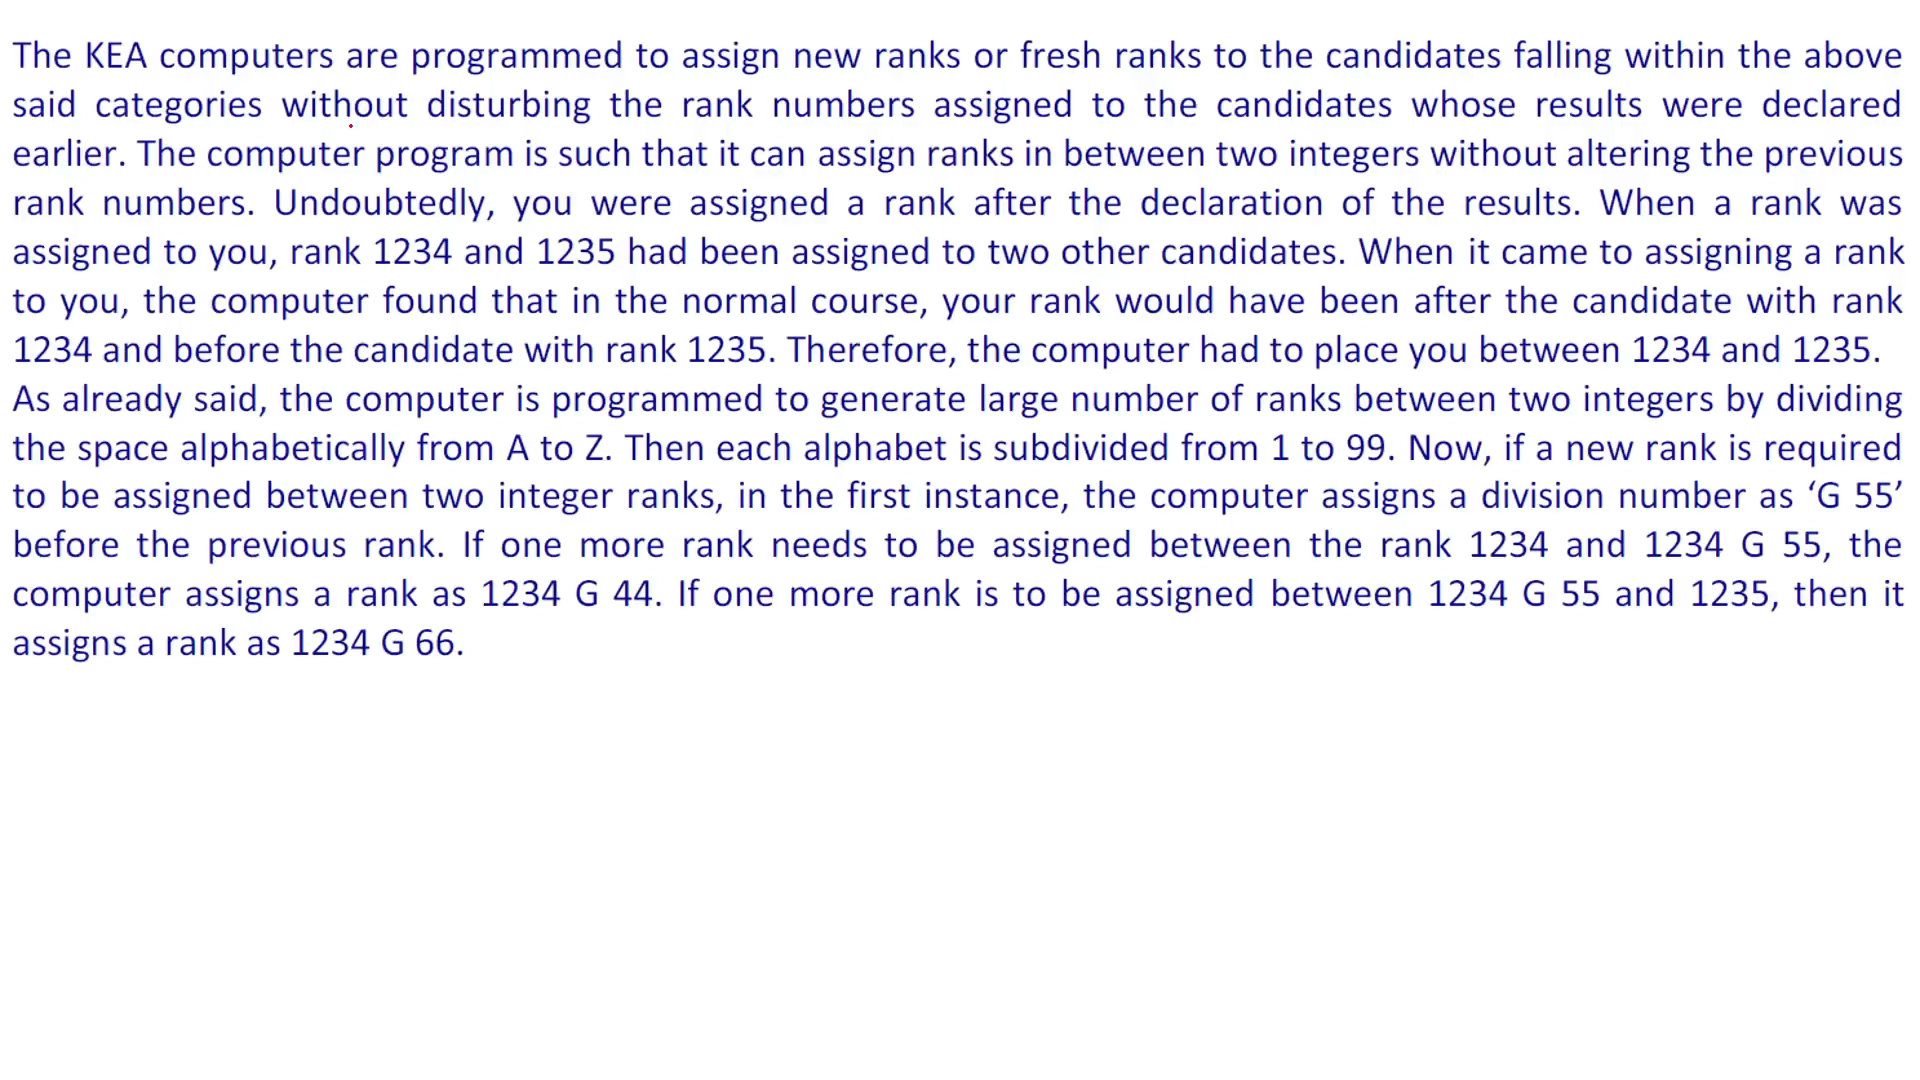 The KEA computers are programmed to assign new ranks or fresh ranks to the candidates falling within the above
said categories without disturbing the rank numbers assigned to the candidates whose results were declared
earlier. The computer program is such that it can assign ranks in between two integers without altering the previous
rank numbers. Undoubtedly, you were assigned a rank after the declaration of the results. When a rank was
assigned to you, rank 1234 and 1235 had been assigned to two other candidates. When it came to assigning a rank
to you, the computer found that in the normal course, your rank would have been after the candidate with rank
1234 and before the candidate with rank 1235. Therefore, the computer had to place you between 1234 and 1235.
As already said, the computer is programmed to generate large number of ranks between two integers by dividing
the space alphabetically from A to Z. Then each alphabet is subdivided from 1 to 99. Now, if a new rank is required
to be assigned between two integer ranks, in the first instance, the computer assigns a division number as ‘G 55’
before the previous rank. If one more rank needs to be assigned between the rank 1234 and 1234 G 55, the
computer assigns a rank as 1234 G 44. If one more rank is to be assigned between 1234 G 55 and 1235, then it
assigns a rank as 1234 G 66.